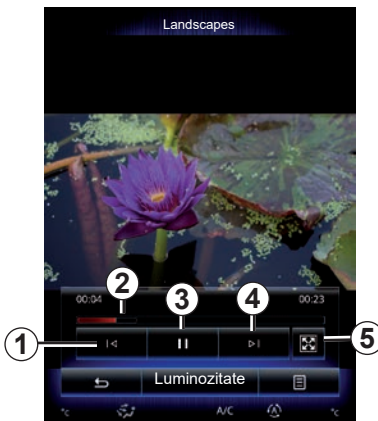 Landscapes
2 3 4
00:04 00:23
1 5
Luminozitate
°C A/C A °C